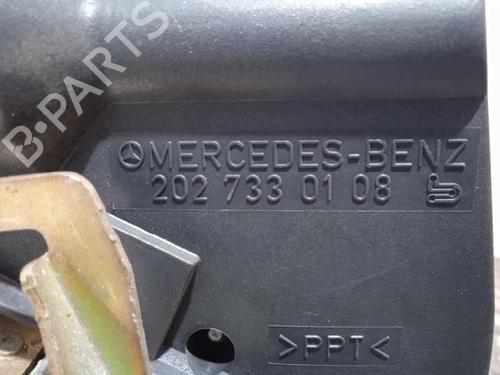 B-PARTS
MERCEDES-BENZ
202 733 01 08
>PPT<